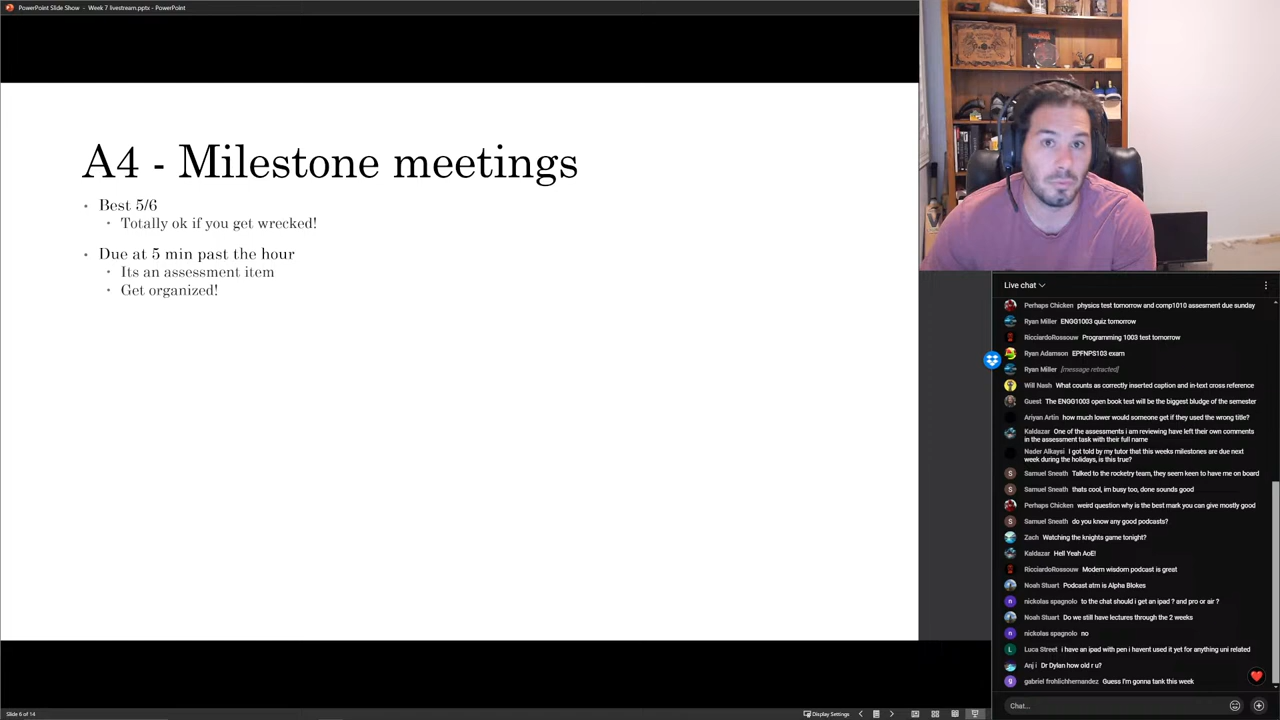 PowerPoint Slide Show - Week 7 livestream.pptx - PowerPoint
A4 - Milestone meetings
• Best 5/6
• Totally ok if you get wrecked!
• Due at 5 min past the hour
• Its an assessment item
• Get organized!
Live chat
Perhaps Chicken physics test tomorrow and comp1010 assesment due sunday
Ryan Miller ENGG1003 quiz tomorrow
RicciardoRossouw Programming 1003 test tomorrow
Ryan Adamson EPFNPS103 exam
Ryan Miller [message retracted]
Will Nash What counts as correctly inserted caption and in-text cross reference
Guest The ENGG1003 open book test will be the biggest bludge of the semester
Ariyan Artin how much lower would someone get if they used the wrong title?
Kaldazar One of the assessments i am reviewing have left their own comments
in the assessment task with their full name
Nader Alkaysi I got told by my tutor that this weeks milestones are due next
week during the holidays, is this true?
Samuel Sneath Talked to the rocketry team, they seem keen to have me on board
Samuel Sneath thats cool, im busy too, done sounds good
Perhaps Chicken weird question why is the best mark you can give mostly good
Samuel Sneath do you know any good podcasts?
Zach Watching the knights game tonight?
Kaldazar Hell Yeah AoE!
RicciardoRossouw Modern wisdom podcast is great
Noah Stuart Podcast atm is Alpha Blokes
nickolas spagnolo to the chat should i get an ipad ? and pro or air ?
Noah Stuart Do we still have lectures through the 2 weeks
nickolas spagnolo no
Luca Street i have an ipad with pen i havent used it yet for anything uni related
Anj i Dr Dylan how old r u?
gabriel frohlichhernandez Guess I'm gonna tank this week
Chat...
Slide 6 of 14
Display Settings